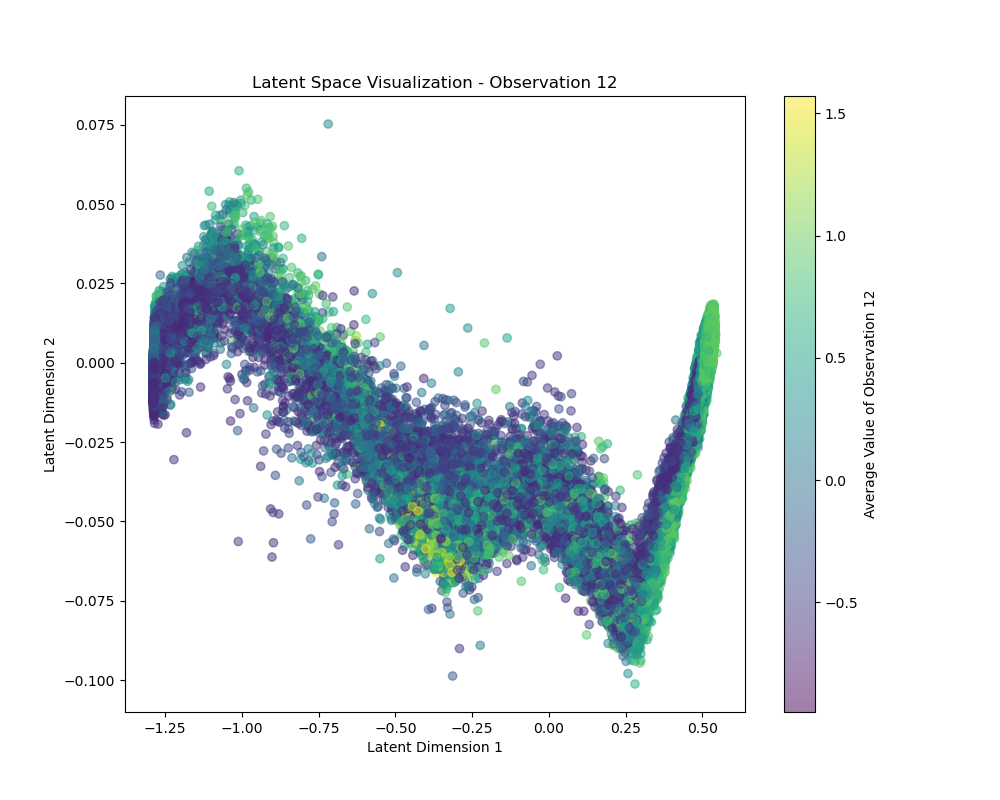 Latent Space Visualization - Observation 12
0.075
0.050
0.025
0.000
−0.025
−0.050
−0.075
−0.100
Latent Dimension 2
−1.25 −1.00 −0.75 −0.50 −0.25 0.00 0.25 0.50
Latent Dimension 1
1.5
1.0
0.5
0.0
−0.5
Average Value of Observation 12